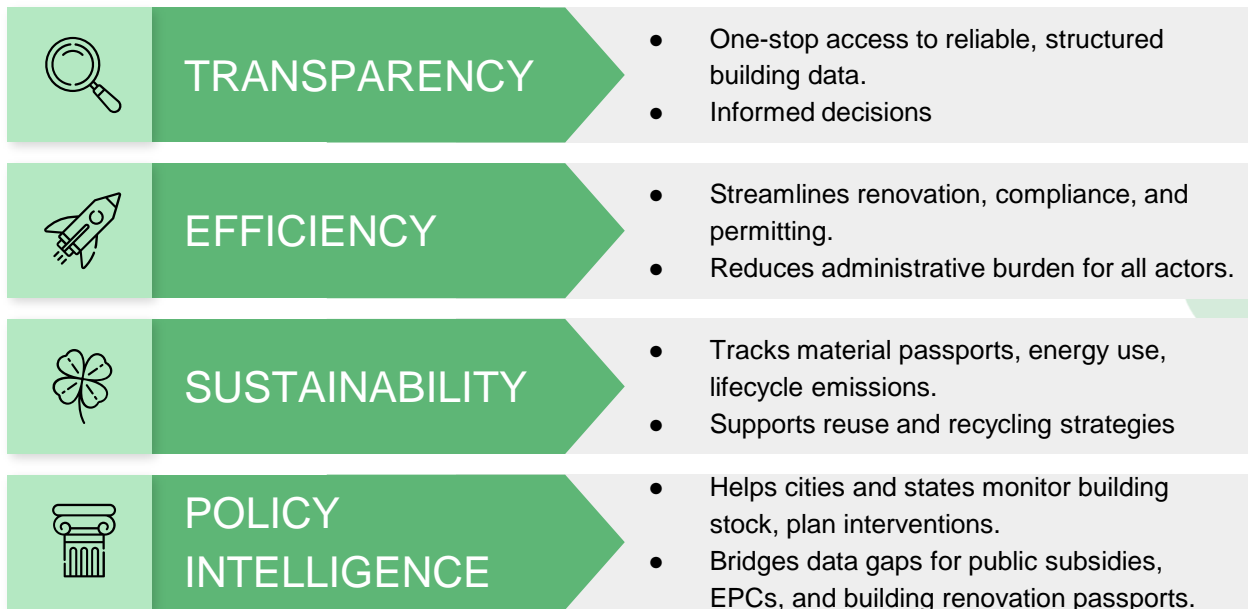 TRANSPARENCY
● One-stop access to reliable, structured
building data.
● Informed decisions
EFFICIENCY
● Streamlines renovation, compliance, and
permitting.
● Reduces administrative burden for all actors.
SUSTAINABILITY
● Tracks material passports, energy use,
lifecycle emissions.
● Supports reuse and recycling strategies
POLICY
INTELLIGENCE
● Helps cities and states monitor building
stock, plan interventions.
● Bridges data gaps for public subsidies,
EPCs, and building renovation passports.